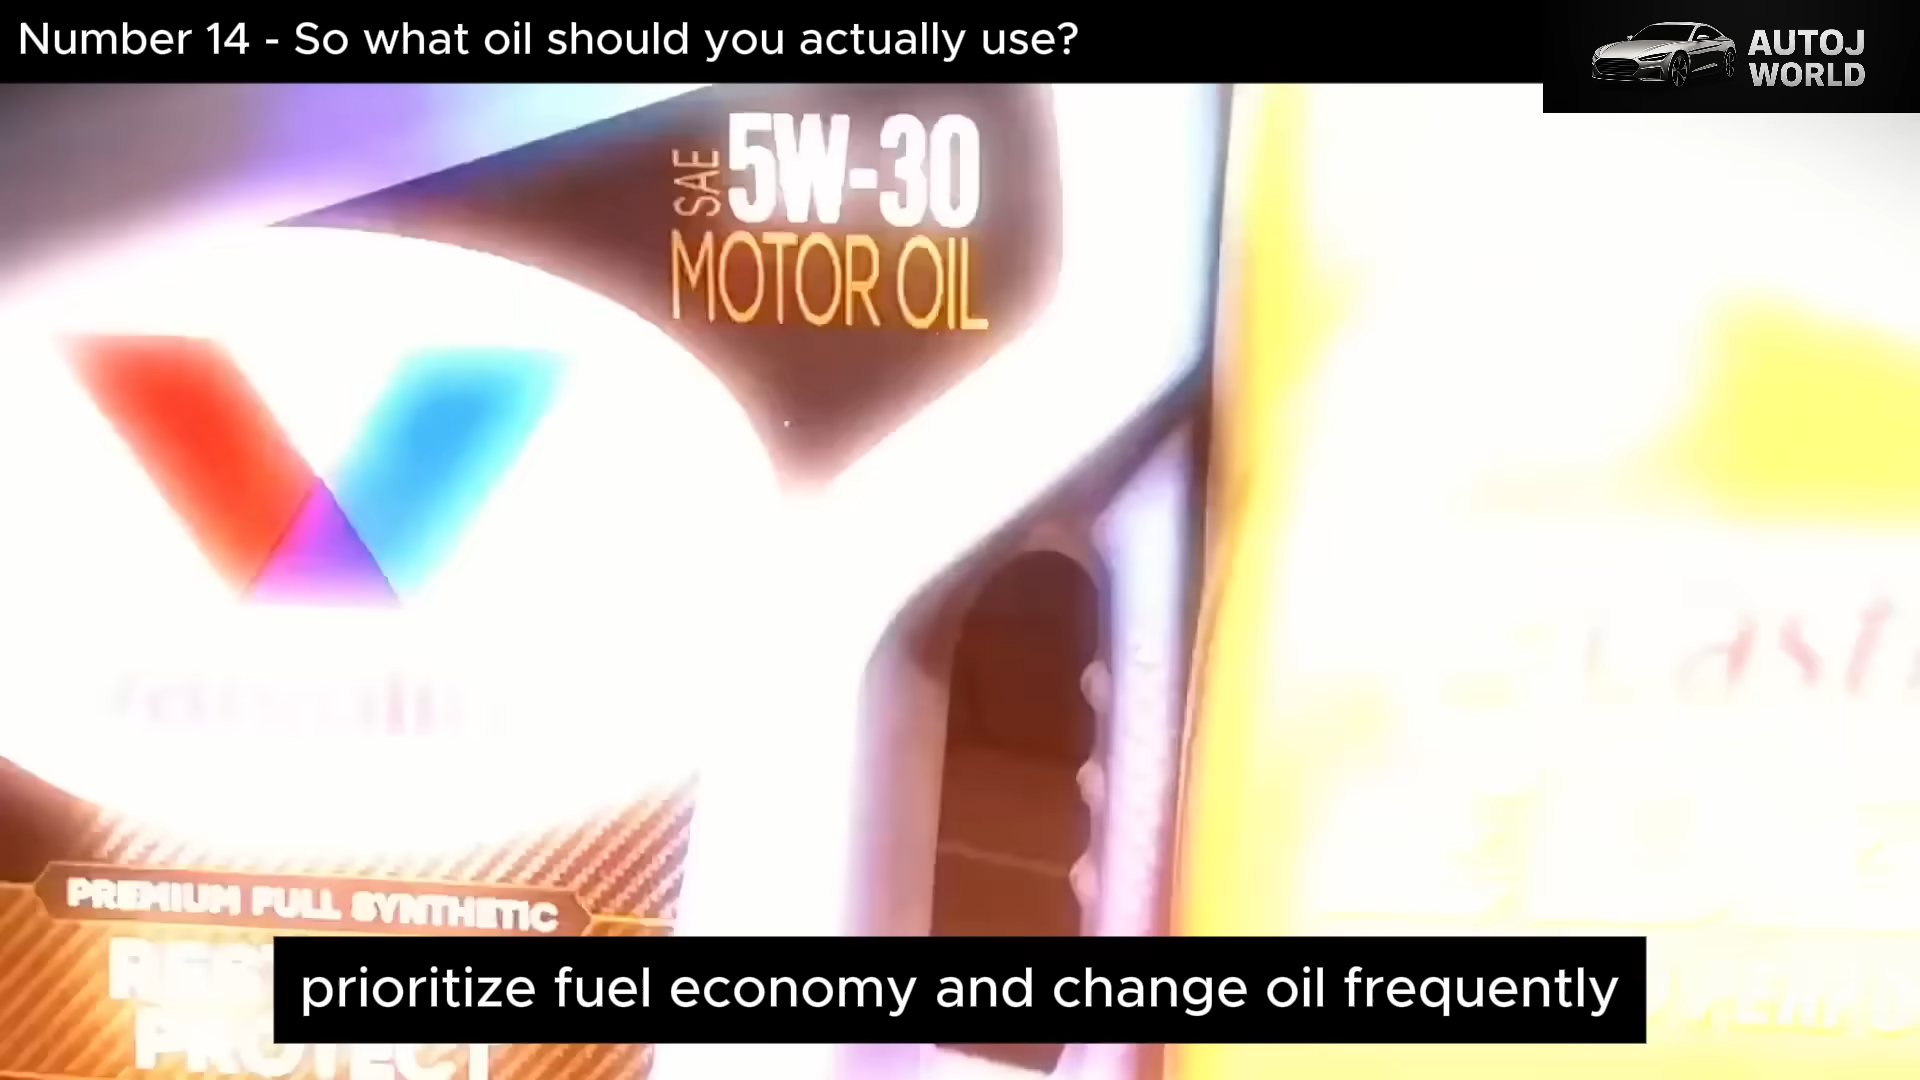 Number 14 - So what oil should you actually use?
AUTOJ
WORLD
SAE 5W-30
MOTOR OIL
PREMIUM FULL SYNTHETIC
PROTECT
prioritize fuel economy and change oil frequently